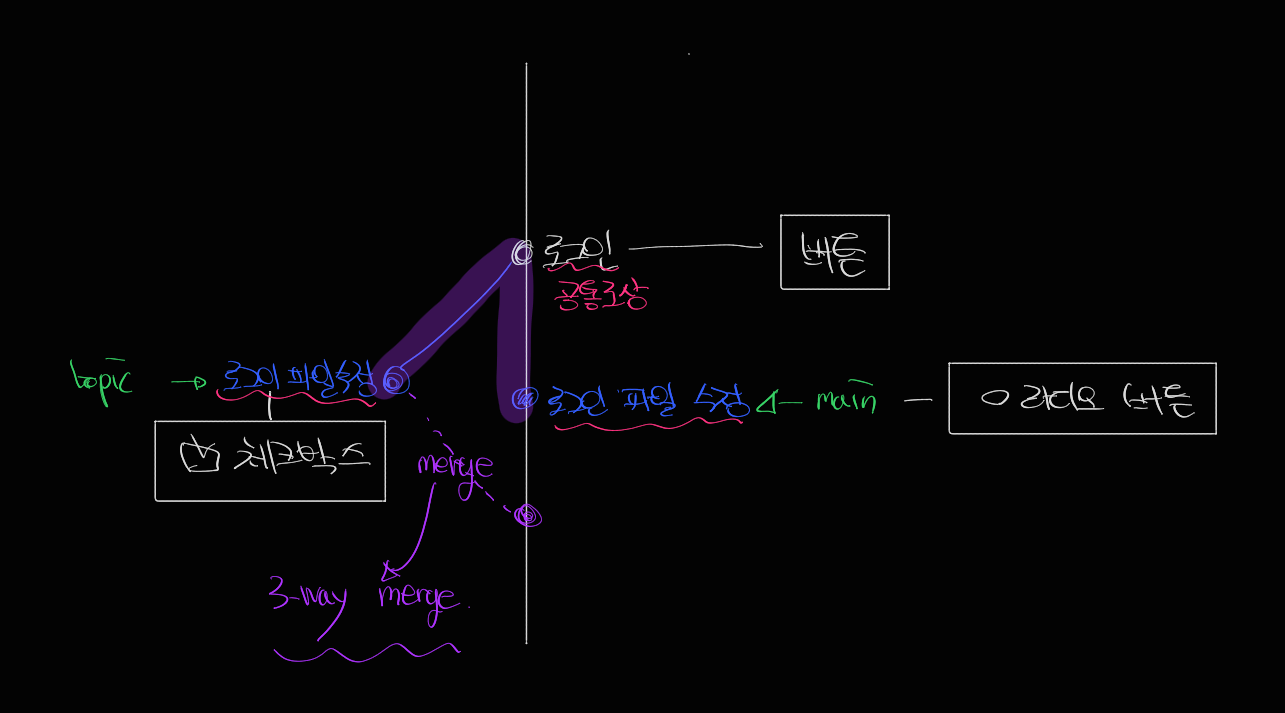 로그인
버튼
공통조상
topic
로그인 파일 수정
로그인 파일 수정
main
라디오 버튼
체크박스
merge
3-way merge.